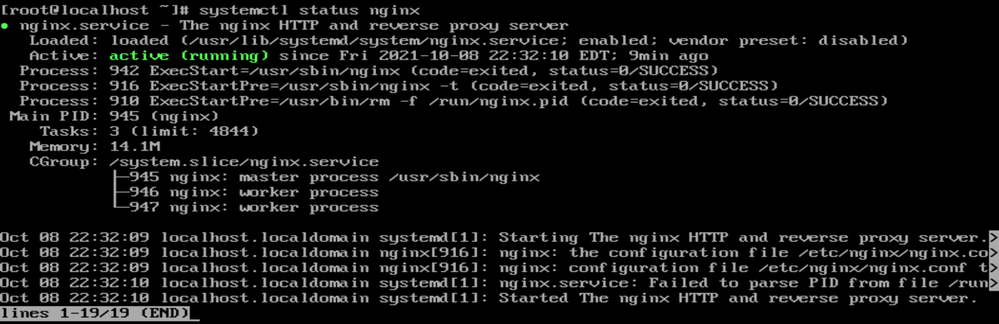 [root@localhost ~]# systemctl status nginx
● nginx.service - The nginx HTTP and reverse proxy server
   Loaded: loaded (/usr/lib/systemd/system/nginx.service; enabled; vendor preset: disabled)
   Active: active (running) since Fri 2021-10-08 22:32:10 EDT; 9min ago
  Process: 942 ExecStart=/usr/sbin/nginx (code=exited, status=0/SUCCESS)
  Process: 916 ExecStartPre=/usr/sbin/nginx -t (code=exited, status=0/SUCCESS)
  Process: 910 ExecStartPre=/usr/bin/rm -f /run/nginx.pid (code=exited, status=0/SUCCESS)
 Main PID: 945 (nginx)
    Tasks: 3 (limit: 4844)
   Memory: 14.1M
   CGroup: /system.slice/nginx.service
           ├─945 nginx: master process /usr/sbin/nginx
           ├─946 nginx: worker process
           └─947 nginx: worker process
Oct 08 22:32:09 localhost.localdomain systemd[1]: Starting The nginx HTTP and reverse proxy server.>
Oct 08 22:32:09 localhost.localdomain nginx[916]: nginx: the configuration file /etc/nginx/nginx.co>
Oct 08 22:32:09 localhost.localdomain nginx[916]: nginx: configuration file /etc/nginx/nginx.conf t>
Oct 08 22:32:10 localhost.localdomain systemd[1]: nginx.service: Failed to parse PID from file /run>
Oct 08 22:32:10 localhost.localdomain systemd[1]: Started The nginx HTTP and reverse proxy server.
lines 1-19/19 (END)